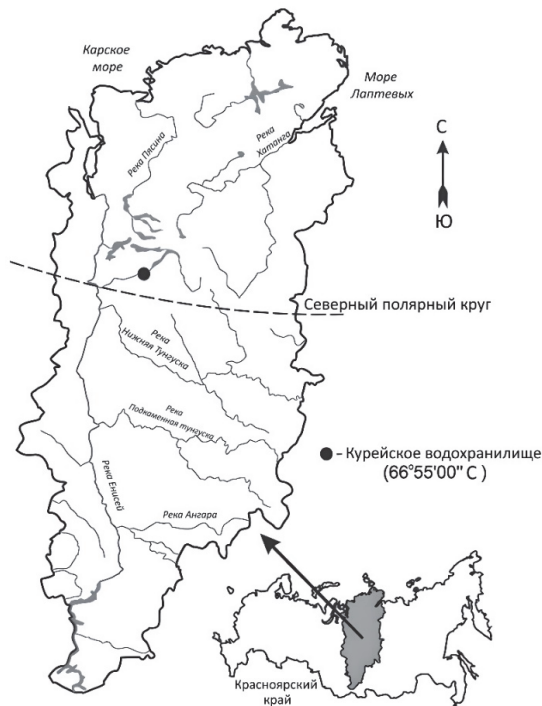 Карское
море
Море
Лаптевых
Река Пясина
Река
Хатанга
С
Ю
Северный полярный круг
Река
Нижняя Тунгуска
Река
Подкаменная тунгуска
Река Енисей
Река Ангара
– Курейское водохранилище
(66°55'00" С )
Красноярский
край